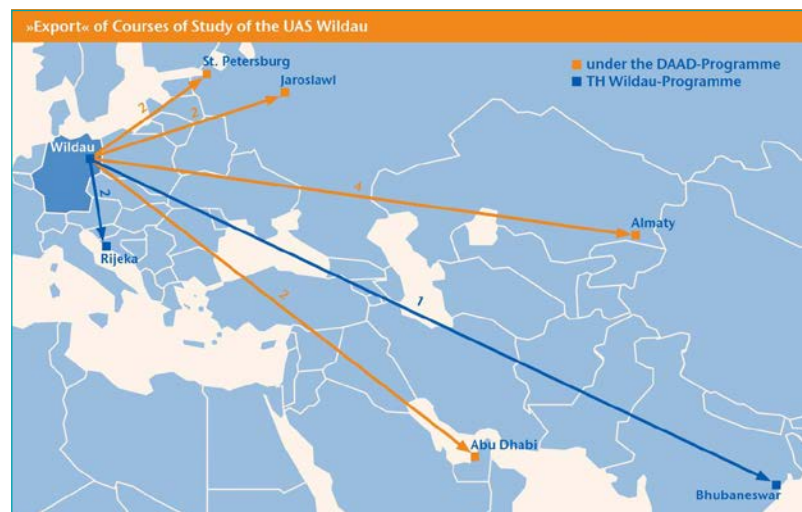 »Export« of Courses of Study of the UAS Wildau
St. Petersburg
under the DAAD-Programme
Jaroslawl
TH Wildau-Programme
2
2
Wildau
4
2
Almaty
Rijeka
2
1
Abu Dhabi
Bhubaneswar